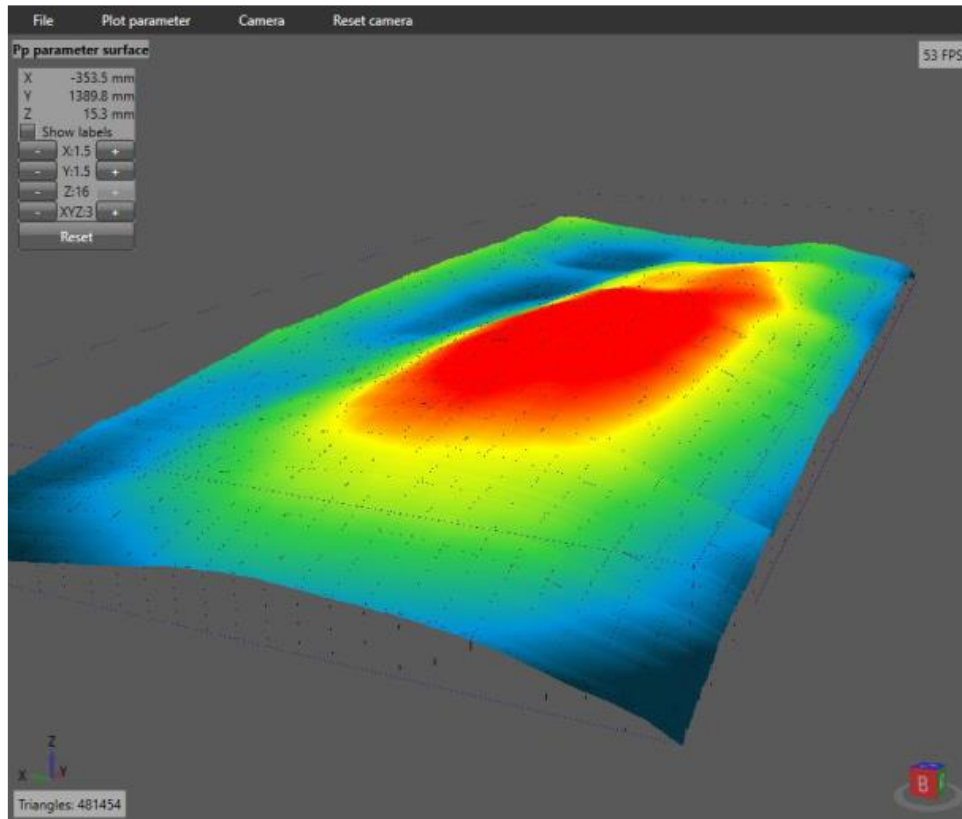 File Plot parameter Camera Reset camera
Pp parameter surface
53 FPS
X -353.5 mm
Y 1389.8 mm
Z 15.3 mm
Show labels
- X:1.5 +
- Y:1.5 +
- Z:16 +
- XYZ:3 +
Reset
Z
X Y
B
Triangles: 481454